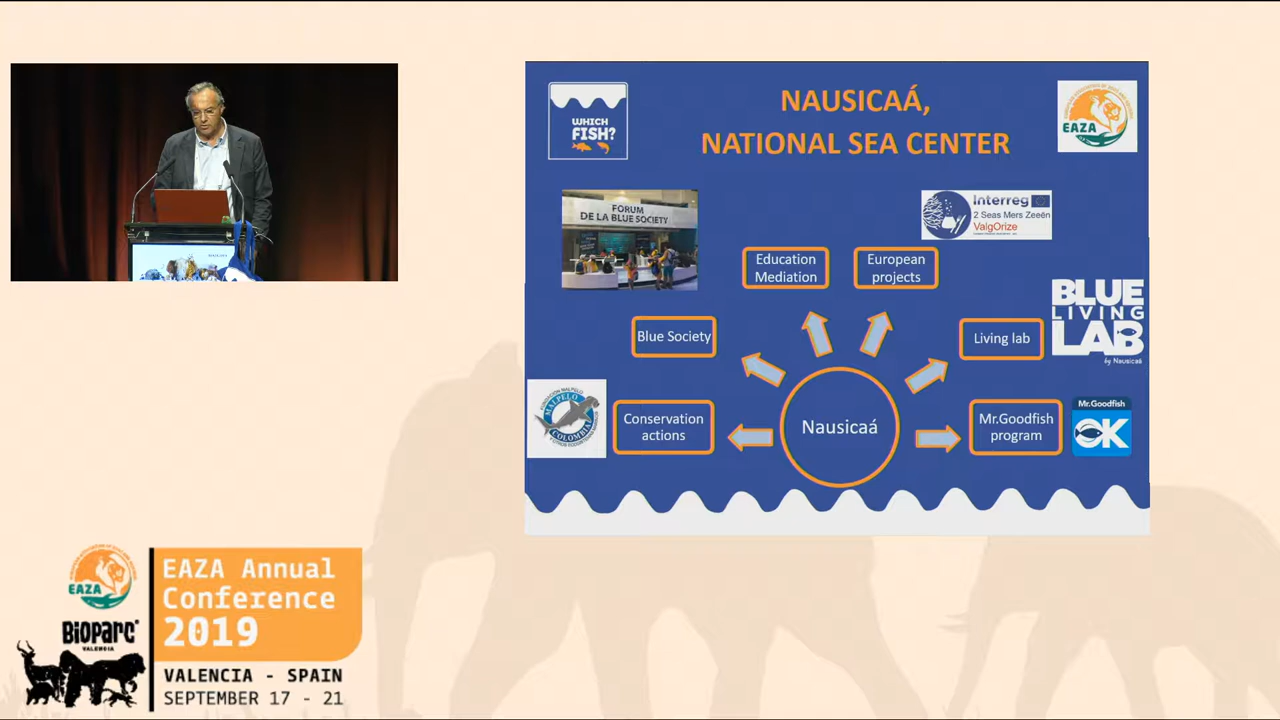 WHICH
FISH?
NAUSICAÁ,
NATIONAL SEA CENTER
EAZA
FORUM
DE LA BLUE SOCIETY
Interreg
2 Seas Mers Zeeën
ValgOrize
Education
Mediation
European
projects
BLUE
LIVING
LAB
by Nausicaá
Blue Society
Living lab
MALPELO
COLOMBIA
Conservation
actions
Nausicaá
Mr.Goodfish
program
Mr.Goodfish
OK
EAZA
BIOPARC
VALENCIA
EAZA Annual
Conference
2019
VALENCIA - SPAIN
SEPTEMBER 17 - 21